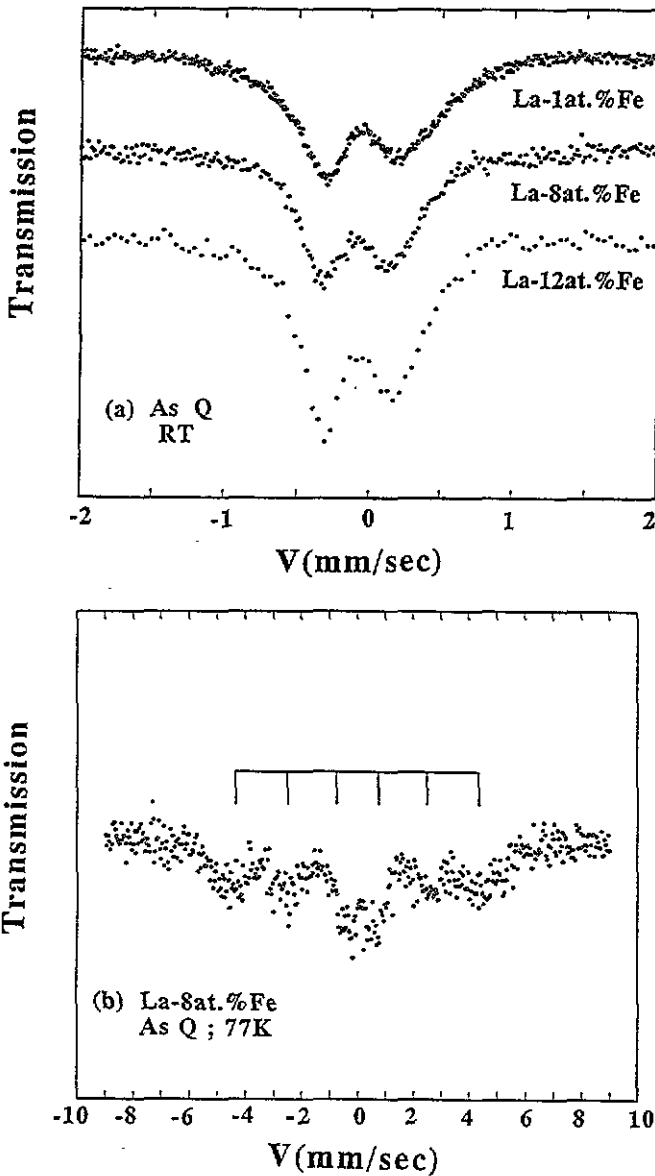 Transmission
La-1at.%Fe
La-8at.%Fe
La-12at.%Fe
(a) As Q
RT
-2 -1 0 1 2
V(mm/sec)
Transmission
(b) La-8at.%Fe
As Q ; 77K
-10 -8 -6 -4 -2 0 2 4 6 8 10
V(mm/sec)